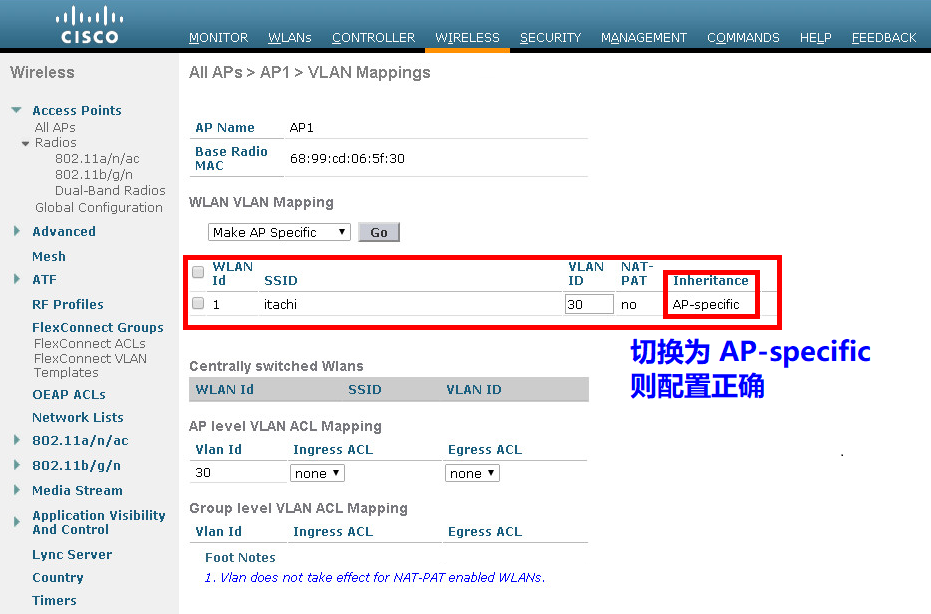 CISCO
MONITOR WLANs CONTROLLER WIRELESS SECURITY MANAGEMENT COMMANDS HELP FEEDBACK
Wireless
Access Points
All APs
Radios
802.11a/n/ac
802.11b/g/n
Dual-Band Radios
Global Configuration
Advanced
Mesh
ATF
RF Profiles
FlexConnect Groups
FlexConnect ACLs
FlexConnect VLAN
Templates
OEAP ACLs
Network Lists
802.11a/n/ac
802.11b/g/n
Media Stream
Application Visibility
And Control
Lync Server
Country
Timers
All APs > AP1 > VLAN Mappings
AP Name AP1
Base Radio
MAC 68:99:cd:06:5f:30
WLAN VLAN Mapping
Make AP Specific Go
WLAN
Id SSID VLAN
ID NAT-
PAT Inheritance
1 itachi 30 no AP-specific
切换为 AP-specific
则配置正确
Centrally switched Wlans
WLAN Id SSID VLAN ID
AP level VLAN ACL Mapping
Vlan Id Ingress ACL Egress ACL
30 none none
Group level VLAN ACL Mapping
Vlan Id Ingress ACL Egress ACL
Foot Notes
1. Vlan does not take effect for NAT-PAT enabled WLANs.